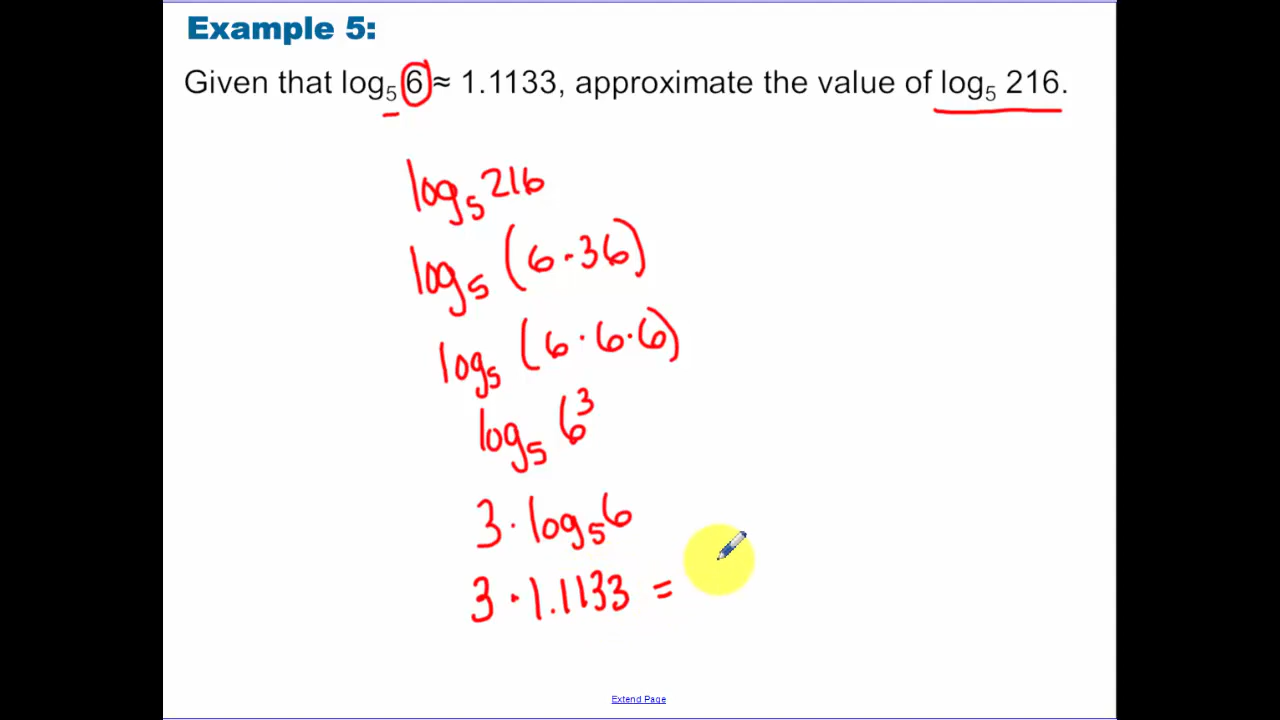 Example 5:
Given that log₅ 6 ≈ 1.1133, approximate the value of log₅ 216.
log₅ 216
log₅ (6 · 36)
log₅ (6 · 6 · 6)
log₅ 6³
3 · log₅ 6
3 · 1.1133 =
Extend Page